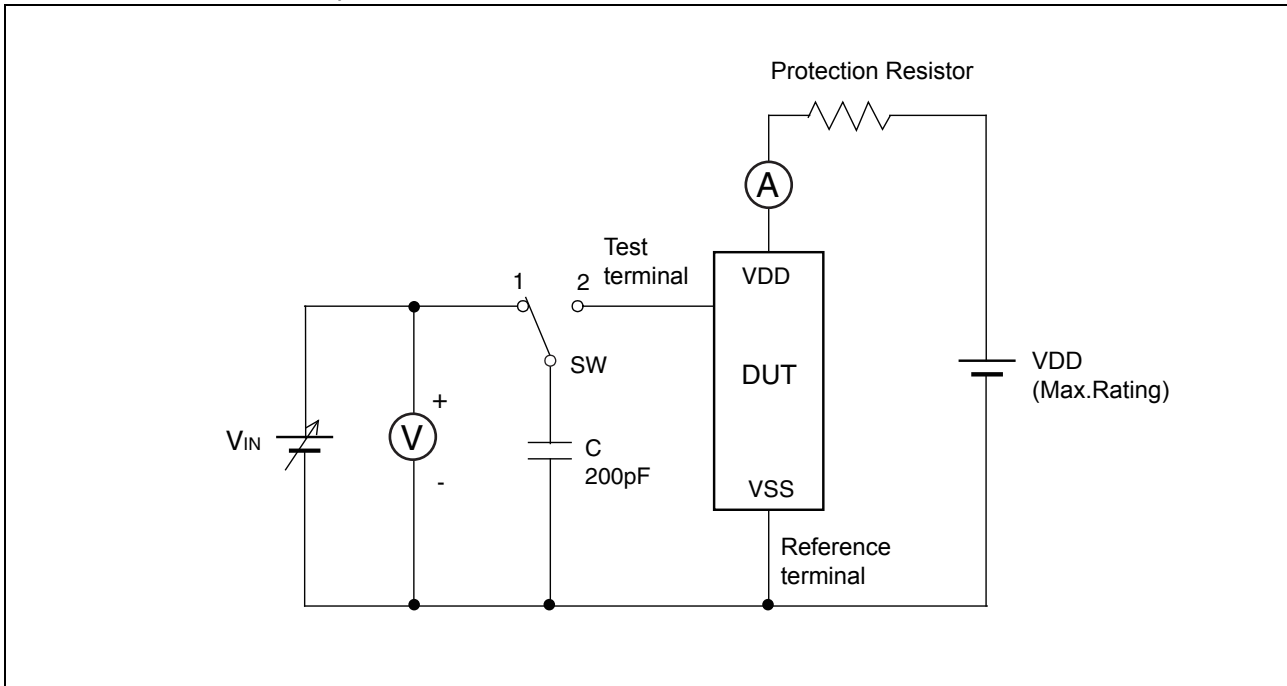 Protection Resistor
A
Test
terminal
VDD
1
2
SW
DUT
VDD
(Max.Rating)
VIN
+
V
-
C
200pF
VSS
Reference
terminal